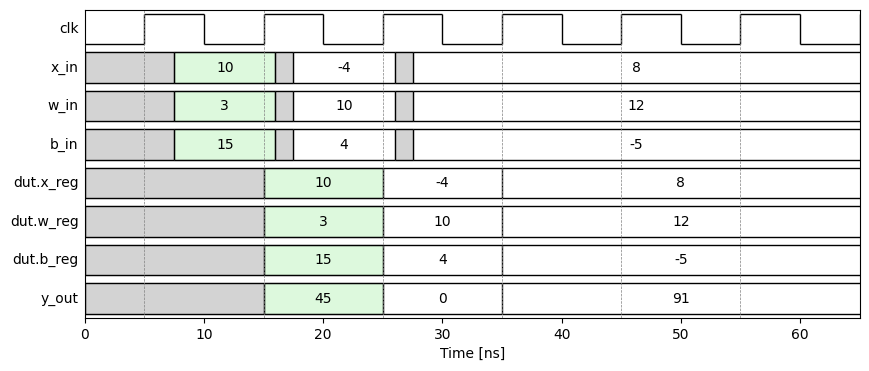 clk
x_in 10 -4 8
w_in 3 10 12
b_in 15 4 -5
dut.x_reg 10 -4 8
dut.w_reg 3 10 12
dut.b_reg 15 4 -5
y_out 45 0 91
0 10 20 30 40 50 60
Time [ns]